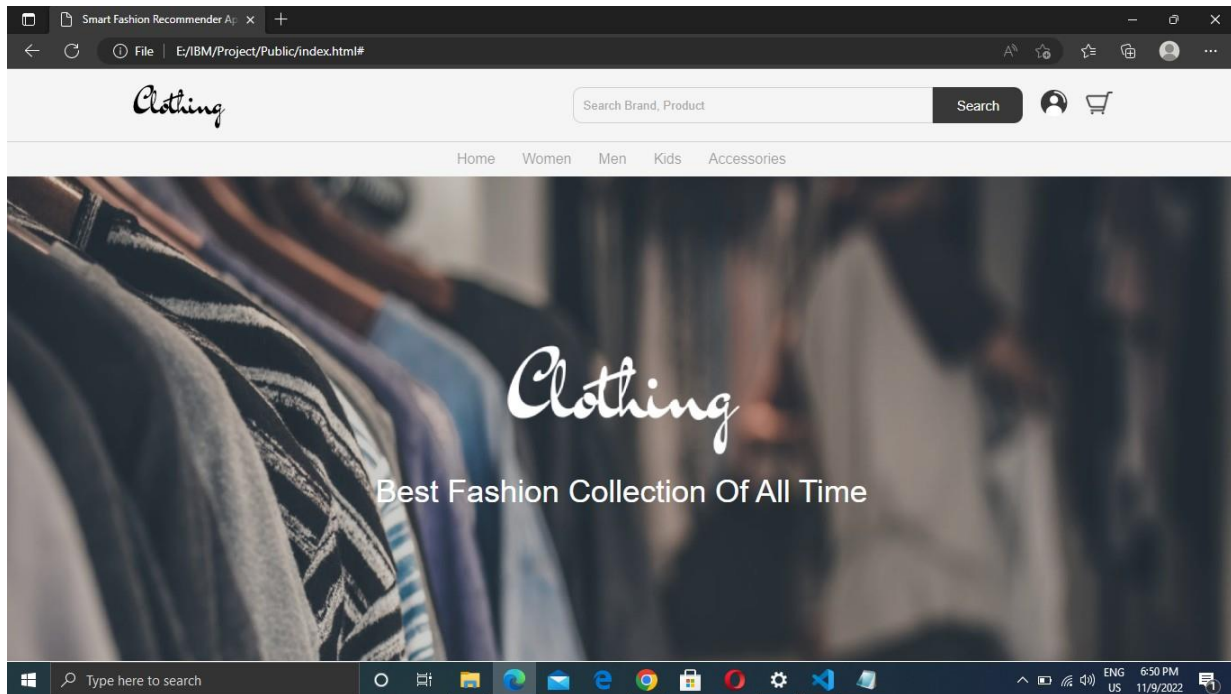 Smart Fashion Recommender Ap
File | E:/IBM/Project/Public/index.html#
Clothing
Search Brand, Product
Search
Home Women Men Kids Accessories
Clothing
Best Fashion Collection Of All Time
Type here to search
ENG 6:50 PM
US 11/9/2022